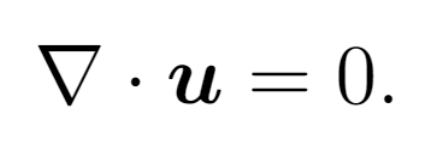 ∇ · 𝒖 = 0.